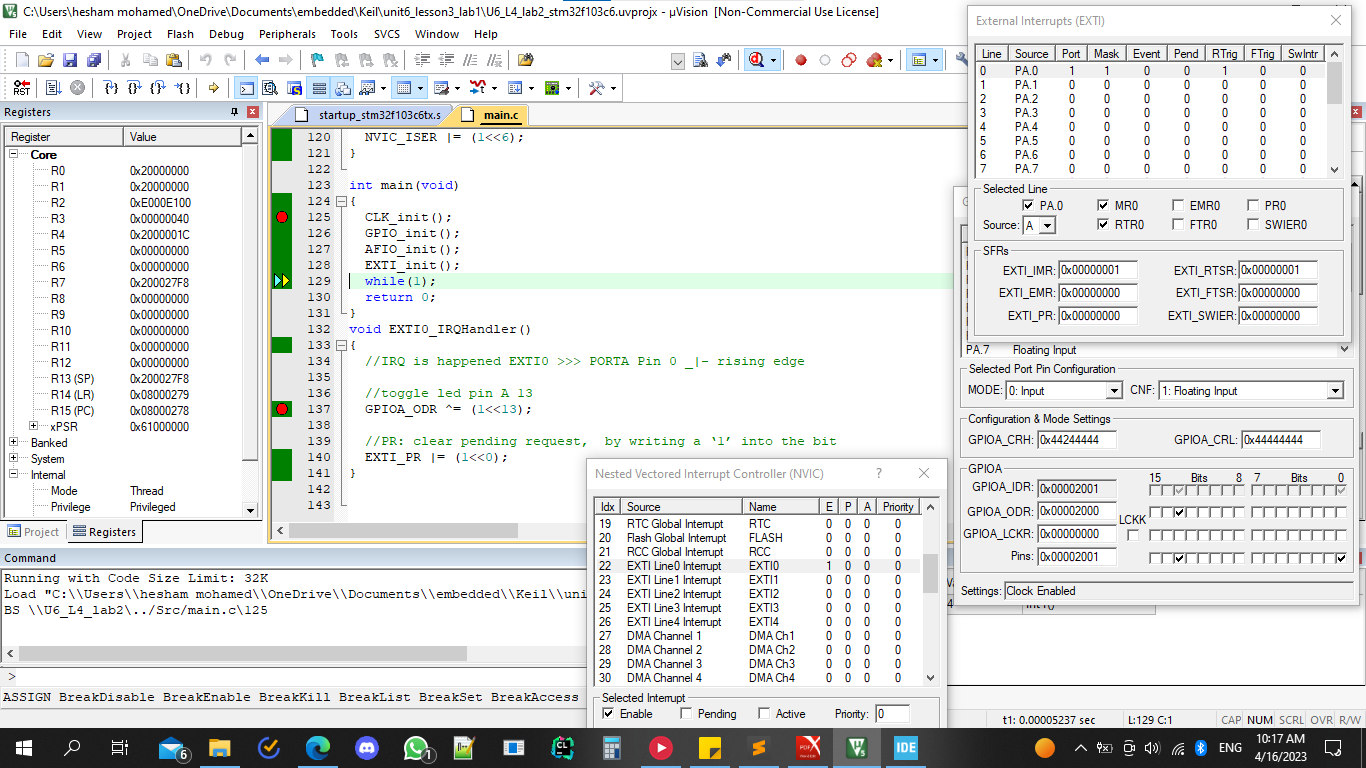 C:\Users\hesham mohamed\OneDrive\Documents\embedded\Keil\unit6_lesson3_lab1\U6_L4_lab2_stm32f103c6.uvprojx - µVision [Non-Commercial Use License]
File Edit View Project Flash Debug Peripherals Tools SVCS Window Help
RST
Registers
Register Value
Core
R0 0x20000000
R1 0x20000000
R2 0xE000E100
R3 0x00000040
R4 0x2000001C
R5 0x00000000
R6 0x00000000
R7 0x200027F8
R8 0x00000000
R9 0x00000000
R10 0x00000000
R11 0x00000000
R12 0x00000000
R13 (SP) 0x200027F8
R14 (LR) 0x08000279
R15 (PC) 0x08000278
xPSR 0x61000000
Banked
System
Internal
Mode Thread
Privilege Privileged
Project Registers
startup_stm32f103c6tx.s main.c
120 NVIC_ISER |= (1<<6);
121 }
122
123 int main(void)
124 {
125 CLK_init();
126 GPIO_init();
127 AFIO_init();
128 EXTI_init();
129 while(1);
130 return 0;
131 }
132 void EXTI0_IRQHandler()
133 {
134 //IRQ is happened EXTI0 >>> PORTA Pin 0 _|- rising edge
135
136 //toggle led pin A 13
137 GPIOA_ODR ^= (1<<13);
138
139 //PR: clear pending request, by writing a ‘1’ into the bit
140 EXTI_PR |= (1<<0);
141 }
142
143
External Interrupts (EXTI)
Line Source Port Mask Event Pend RTrig FTrig SwIntr
0 PA.0 1 1 0 0 1 0 0
1 PA.1 0 0 0 0 0 0 0
2 PA.2 0 0 0 0 0 0 0
3 PA.3 0 0 0 0 0 0 0
4 PA.4 0 0 0 0 0 0 0
5 PA.5 0 0 0 0 0 0 0
6 PA.6 0 0 0 0 0 0 0
7 PA.7 0 0 0 0 0 0 0
Selected Line
PA.0 MR0 EMR0 PR0
Source: A RTR0 FTR0 SWIER0
SFRs
EXTI_IMR: 0x00000001 EXTI_RTSR: 0x00000001
EXTI_EMR: 0x00000000 EXTI_FTSR: 0x00000000
EXTI_PR: 0x00000000 EXTI_SWIER: 0x00000000
PA.7 Floating Input
Selected Port Pin Configuration
MODE: 0: Input CNF: 1: Floating Input
Configuration & Mode Settings
GPIOA_CRH: 0x44244444 GPIOA_CRL: 0x44444444
GPIOA
15 Bits 8 7 Bits 0
GPIOA_IDR: 0x00002001
GPIOA_ODR: 0x00002000
LCKK
GPIOA_LCKR: 0x00000000
Pins: 0x00002001
Settings: Clock Enabled
Nested Vectored Interrupt Controller (NVIC) ?
Idx Source Name E P A Priority
19 RTC Global Interrupt RTC 0 0 0 0
20 Flash Global Interrupt FLASH 0 0 0 0
21 RCC Global Interrupt RCC 0 0 0 0
22 EXTI Line0 Interrupt EXTI0 1 0 0 0
23 EXTI Line1 Interrupt EXTI1 0 0 0 0
24 EXTI Line2 Interrupt EXTI2 0 0 0 0
25 EXTI Line3 Interrupt EXTI3 0 0 0 0
26 EXTI Line4 Interrupt EXTI4 0 0 0 0
27 DMA Channel 1 DMA Ch1 0 0 0 0
28 DMA Channel 2 DMA Ch2 0 0 0 0
29 DMA Channel 3 DMA Ch3 0 0 0 0
30 DMA Channel 4 DMA Ch4 0 0 0 0
Selected Interrupt
Enable Pending Active Priority: 0
Command
Running with Code Size Limit: 32K
Load "C:\\Users\\hesham mohamed\\OneDrive\\Documents\\embedded\\Keil\\uni
BS \\U6_L4_lab2\../Src/main.c\125
>
ASSIGN BreakDisable BreakEnable BreakKill BreakList BreakSet BreakAccess
t1: 0.00005237 sec L:129 C:1 CAP NUM SCRL OVR R/W
6 1 IDE ENG 10:17 AM
4/16/2023